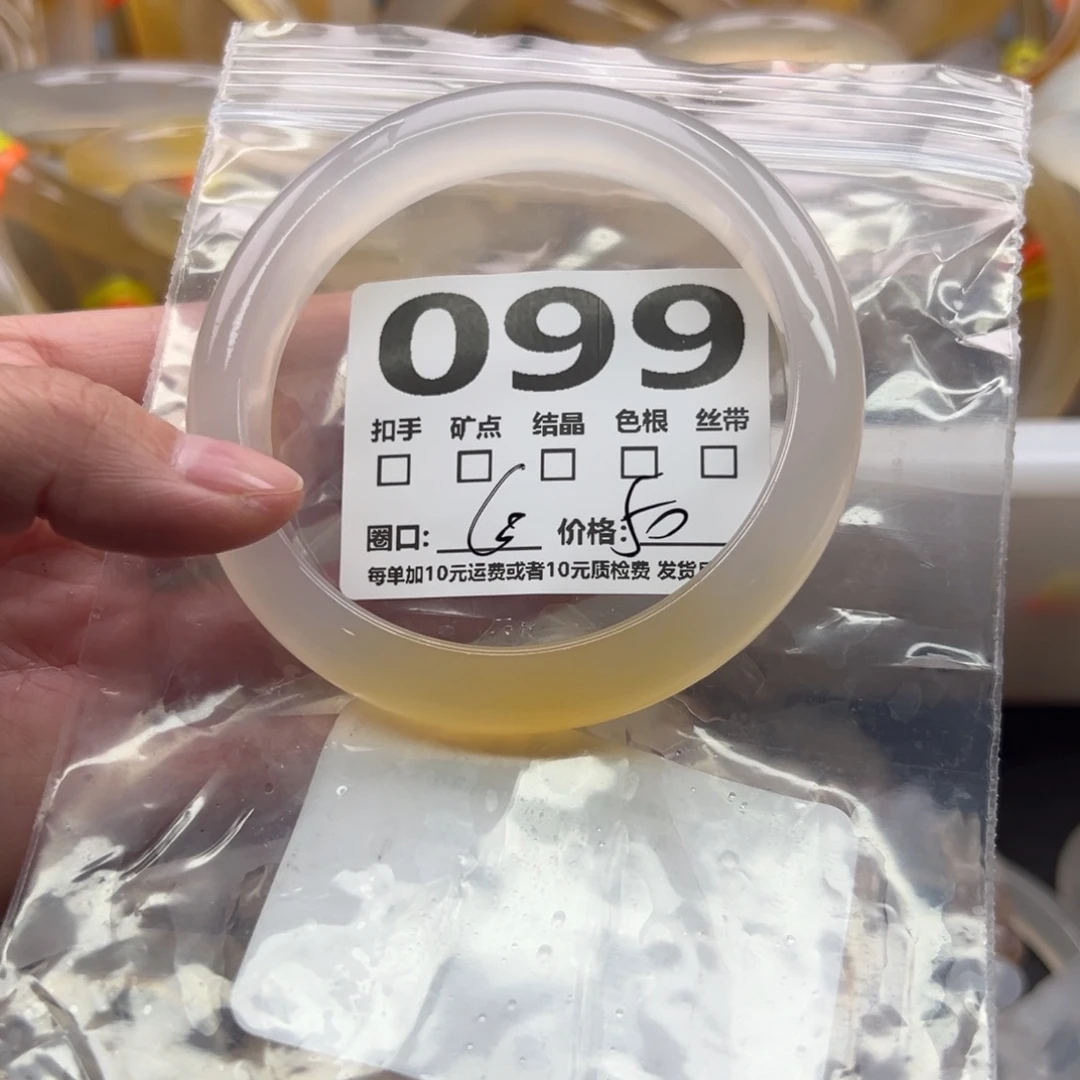 099
扣手 矿点 结晶 色根 丝带
圈口: 价格: 50
每单加10元运费或者10元质检费 发货